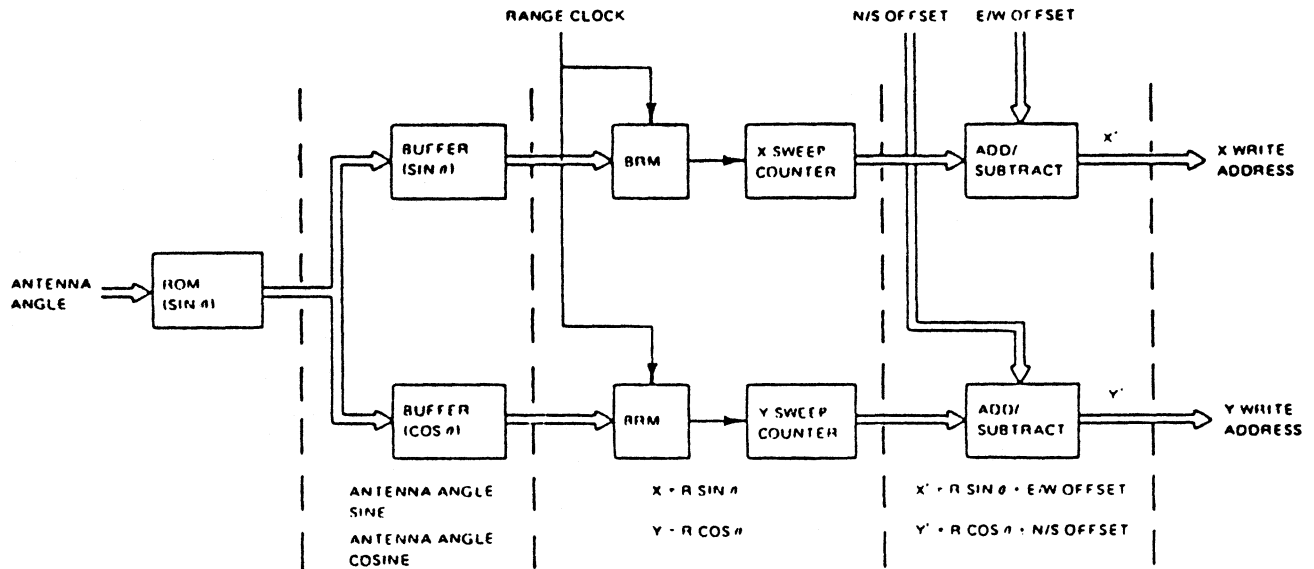 RANGE CLOCK
N/S OFFSET
E/W OFFSET
BUFFER
(SIN θ)
BRM
X SWEEP
COUNTER
ADD/
SUBTRACT
X'
X WRITE
ADDRESS
ANTENNA
ANGLE
ROM
(SIN θ)
BUFFER
(COS θ)
BRM
Y SWEEP
COUNTER
ADD/
SUBTRACT
Y'
Y WRITE
ADDRESS
ANTENNA ANGLE
SINE
ANTENNA ANGLE
COSINE
X = R SIN θ
Y = R COS θ
X' = R SIN θ + E/W OFFSET
Y' = R COS θ + N/S OFFSET